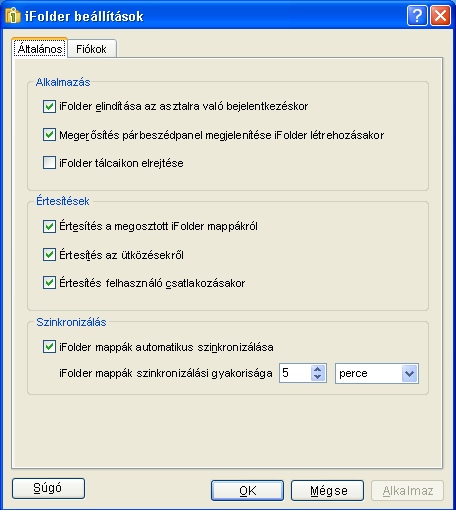 iFolder beállítások
Általános Fiókok
Alkalmazás
iFolder elindítása az asztalra való bejelentkezéskor
Megerősítés párbeszédpanel megjelenítése iFolder létrehozásakor
iFolder tálcaikon elrejtése
Értesítések
Értesítés a megosztott iFolder mappákról
Értesítés az ütközésekről
Értesítés felhasználó csatlakozásakor
Szinkronizálás
iFolder mappák automatikus szinkronizálása
iFolder mappák szinkronizálási gyakorisága 5 perce
Súgó OK Mégse Alkalmaz